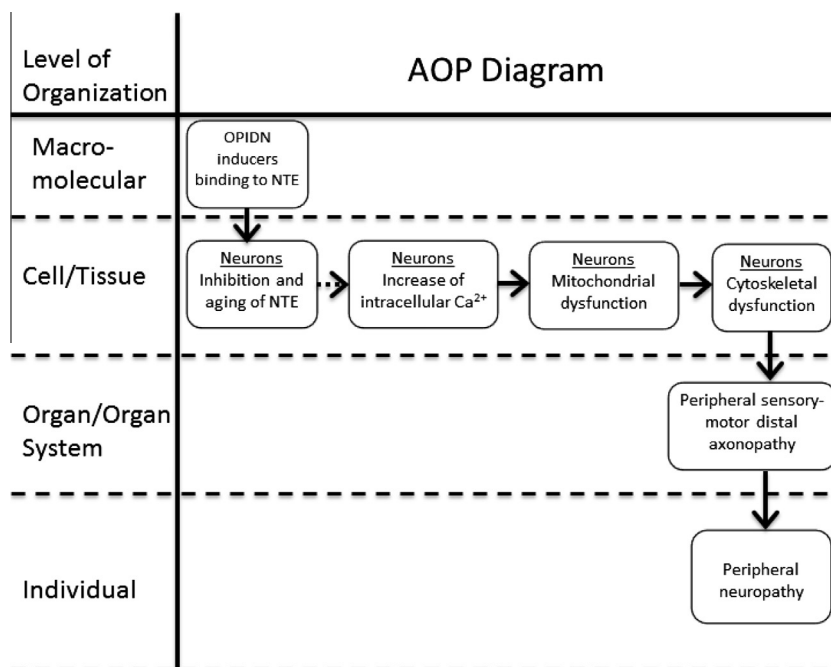 Level of
Organization
AOP Diagram
Macro-
molecular
OPIDN
inducers
binding to NTE
Cell/Tissue
Neurons
Inhibition and
aging of NTE
Neurons
Increase of
intracellular Ca²⁺
Neurons
Mitochondrial
dysfunction
Neurons
Cytoskeletal
dysfunction
Organ/Organ
System
Peripheral sensory-
motor distal
axonopathy
Individual
Peripheral
neuropathy